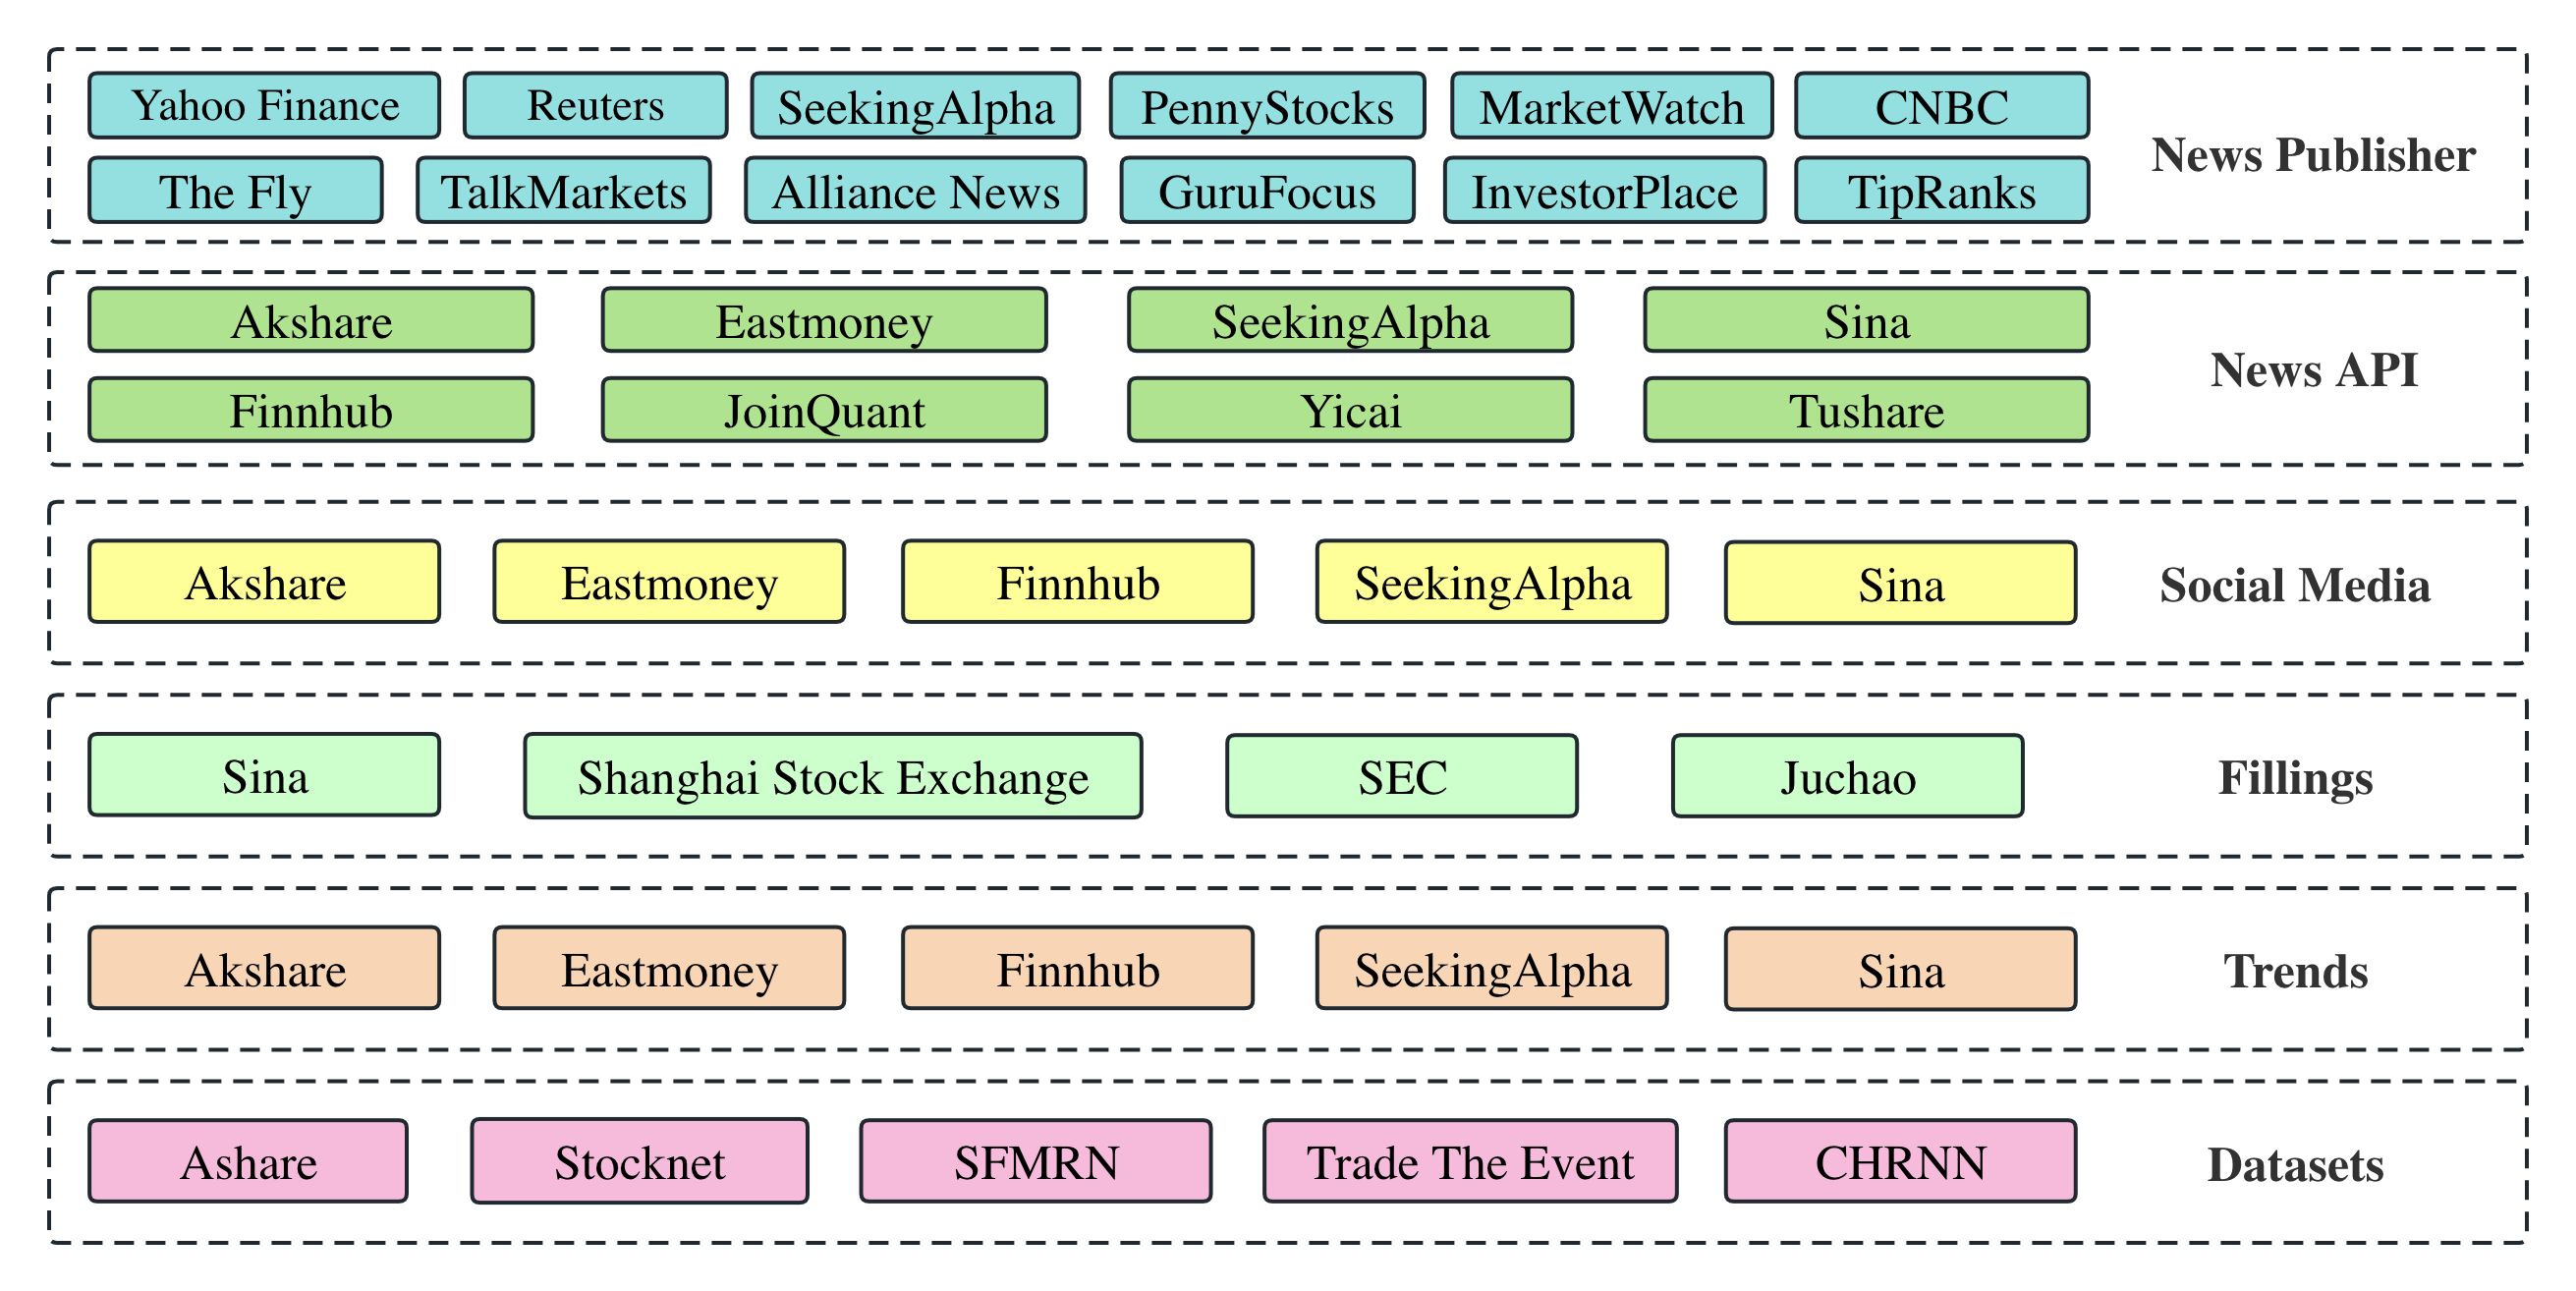 Yahoo Finance Reuters SeekingAlpha PennyStocks MarketWatch CNBC
News Publisher
The Fly TalkMarkets Alliance News GuruFocus InvestorPlace TipRanks
Akshare Eastmoney SeekingAlpha Sina
News API
Finnhub JoinQuant Yicai Tushare
Akshare Eastmoney Finnhub SeekingAlpha Sina Social Media
Sina Shanghai Stock Exchange SEC Juchao Fillings
Akshare Eastmoney Finnhub SeekingAlpha Sina Trends
Ashare Stocknet SFMRN Trade The Event CHRNN Datasets